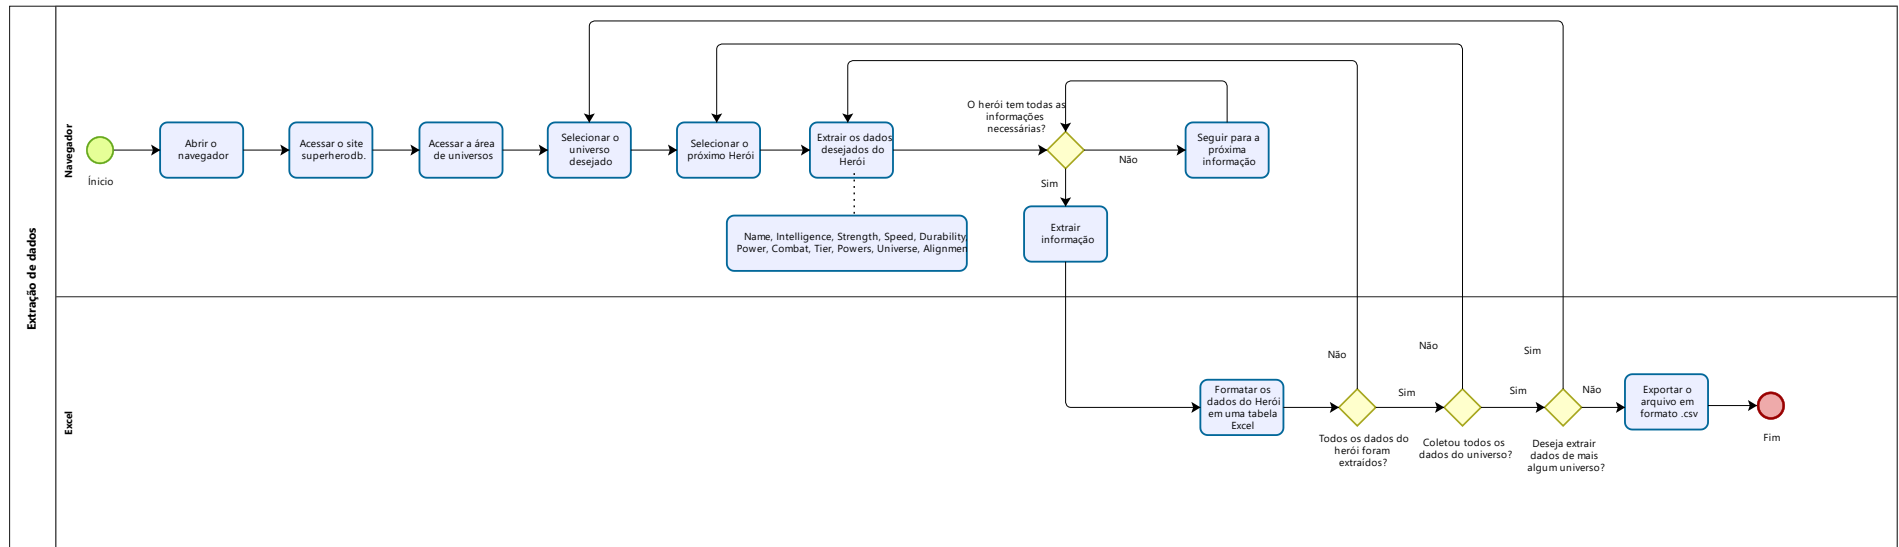 Extração de dados
Navegador
Ínicio
Abrir o
navegador
Acessar o site
superherodb.
Acessar a área
de universos
Selecionar o
universo
desejado
Selecionar o
próximo Herói
Extrair os dados
desejados do
Herói
Name, Intelligence, Strength, Speed, Durability
Power, Combat, Tier, Powers, Universe, Alignmen
O herói tem todas as
informações
necessárias?
Não
Sim
Seguir para a
próxima
informação
Extrair
informação
Excel
Formatar os
dados do Herói
em uma tabela
Excel
Não
Sim
Todos os dados do
herói foram
extraídos?
Não
Sim
Coletou todos os
dados do universo?
Sim
Não
Deseja extrair
dados de mais
algum universo?
Exportar o
arquivo em
formato .csv
Fim